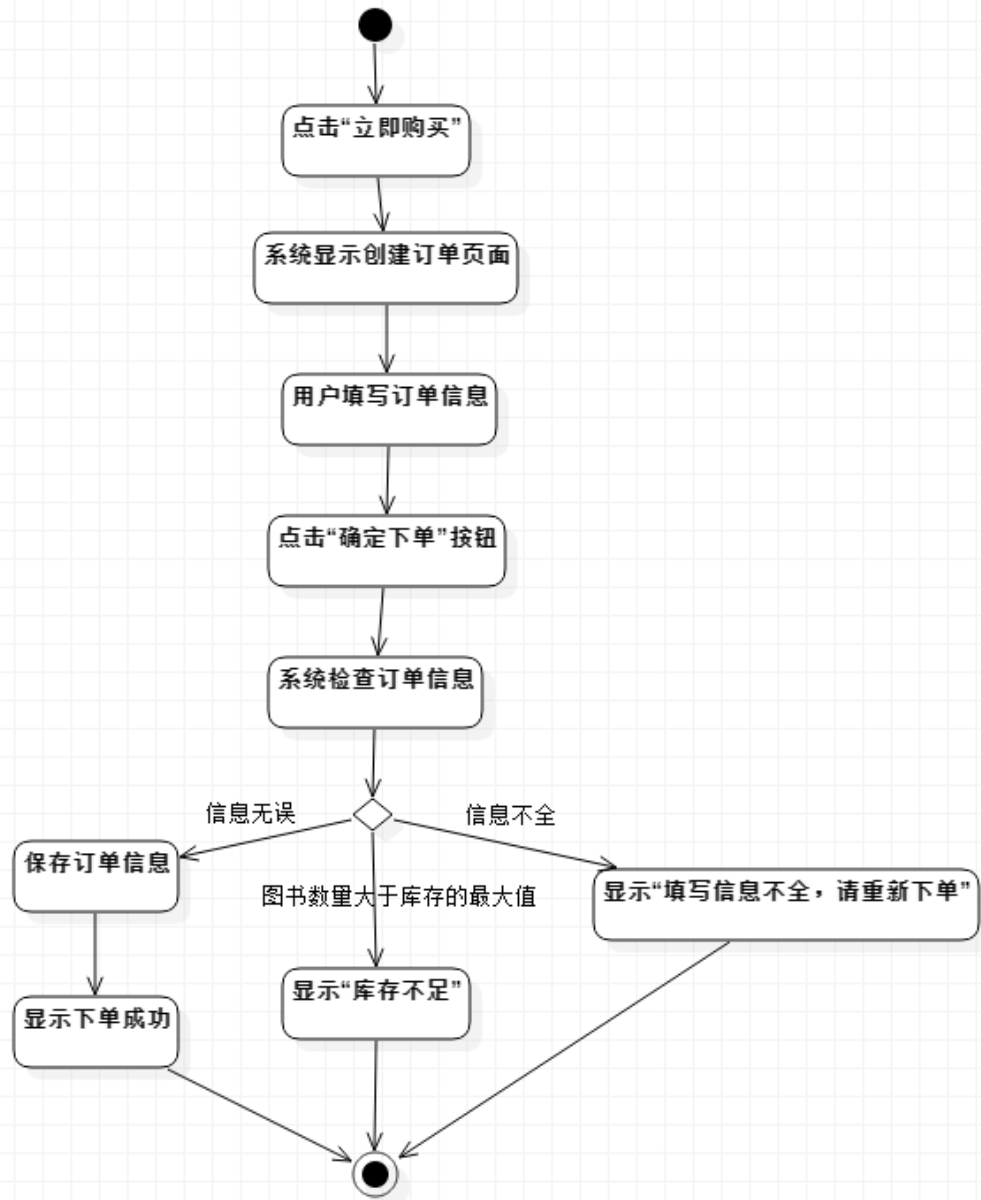 点击“立即购买”
系统显示创建订单页面
用户填写订单信息
点击“确定下单”按钮
系统检查订单信息
信息无误
信息不全
保存订单信息
图书数量大于库存的最大值
显示“填写信息不全，请重新下单”
显示“库存不足”
显示下单成功